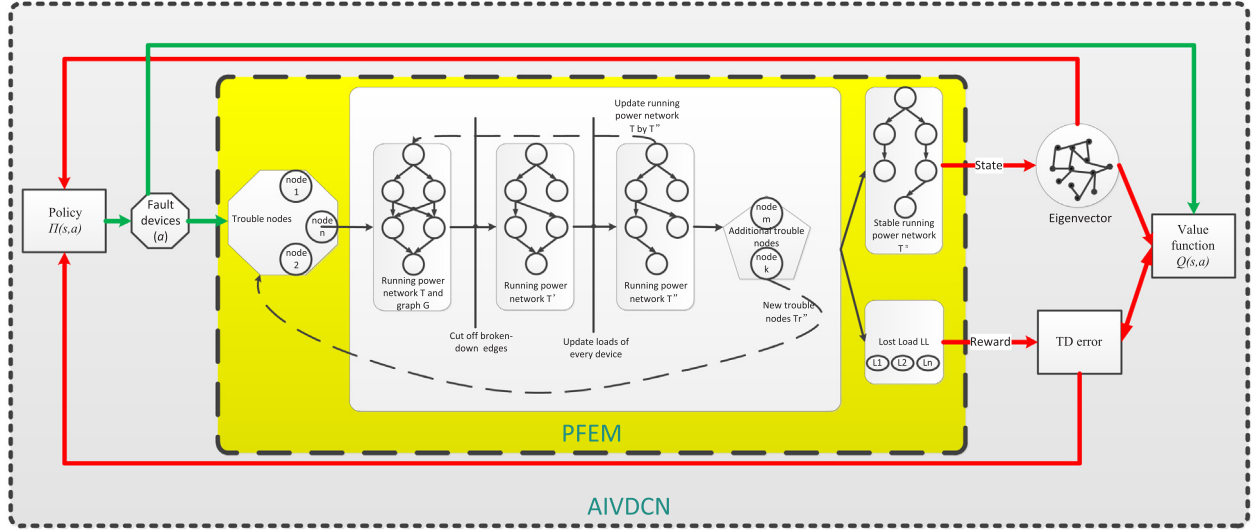 Policy
Π(s,a)
Fault
devices
(a)
Trouble nodes
node
1
node
n
node
2
Running power
network T and
graph G
Cut off broken-
down edges
Running power
network T'
Update loads of
every device
Update running
power network
T by T"
Running power
network T"
node
m
Additional trouble
nodes
node
k
New trouble
nodes Tr"
Stable running
power network
T"
Lost Load LL
L1 L2 Ln
State
Reward
Eigenvector
TD error
Value
function
Q(s,a)
PFEM
AIVDCN